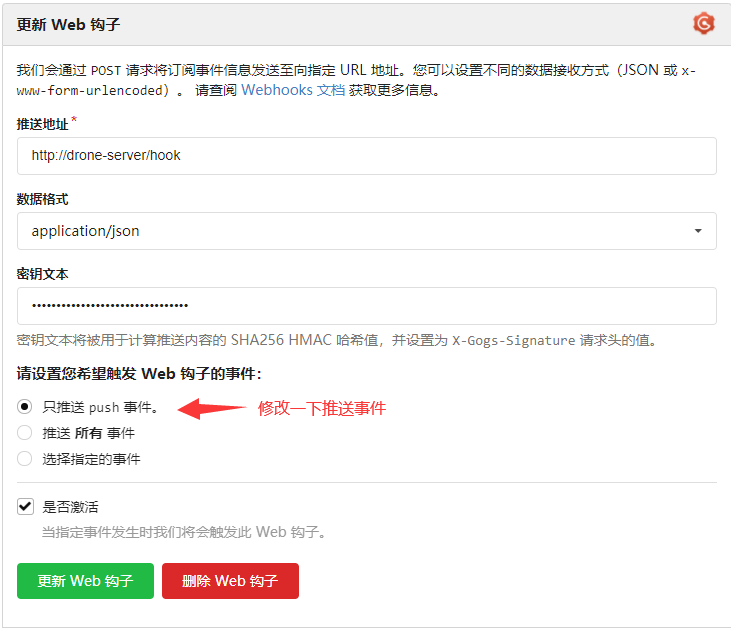 更新 Web 钩子
我们会通过 POST 请求将订阅事件信息发送至向指定 URL 地址。您可以设置不同的数据接收方式（JSON 或 x-
www-form-urlencoded）。 请查阅 Webhooks 文档 获取更多信息。
推送地址*
http://drone-server/hook
数据格式
application/json
密钥文本
••••••••••••••••••••••••••••••••
密钥文本将被用于计算推送内容的 SHA256 HMAC 哈希值，并设置为 X-Gogs-Signature 请求头的值。
请设置您希望触发 Web 钩子的事件：
只推送 push 事件。 修改一下推送事件
推送 所有 事件
选择指定的事件
是否激活
当指定事件发生时我们将会触发此 Web 钩子。
更新 Web 钩子 删除 Web 钩子